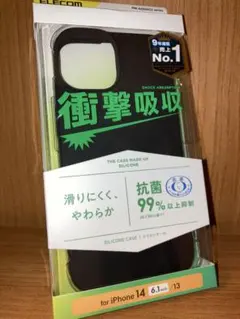 ELECOM
9年連続
売上
No.1
SHOCK ABSORPTION
衝撃吸収
THE CASE MADE OF
SILICONE
滑りにくく、
やわらか
抗菌
99%以上抑制
SILICONE CASE
for iPhone 14 6.1 /13